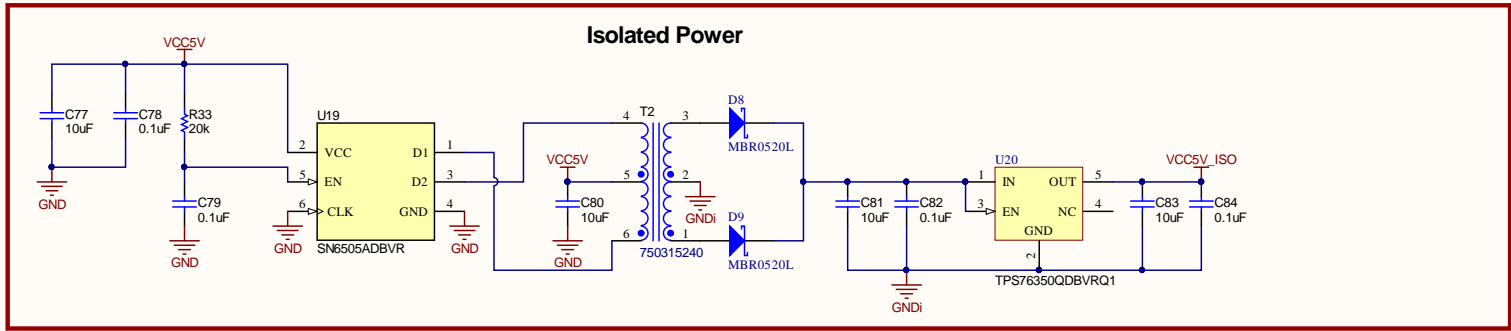 Isolated Power
VCC5V
C77
10uF
C78
0.1uF
R33
20k
GND
C79
0.1uF
GND
U19
2 VCC D1 1
5 EN D2 3
6 CLK GND 4
SN6505ADBVR
GND
GND
VCC5V
C80
10uF
GND
T2
4 3
5 2
6 1
750315240
GNDi
D8
MBR0520L
D9
MBR0520L
C81
10uF
C82
0.1uF
GNDi
U20
1 IN OUT 5
3 EN NC 4
GND
2
TPS76350QDBVRQ1
VCC5V_ISO
C83
10uF
C84
0.1uF